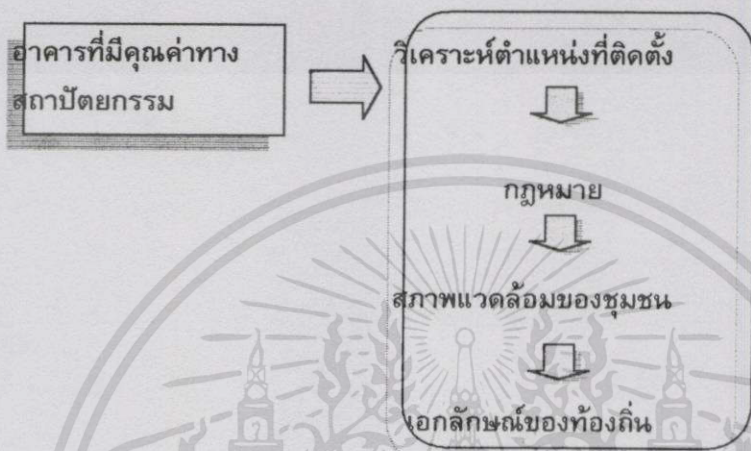 อาคารที่มีคุณค่าทาง
สถาปัตยกรรม
วิเคราะห์ตำแหน่งที่ติดตั้ง
กฎหมาย
สภาพแวดล้อมของชุมชน
เอกลักษณ์ของท้องถิ่น